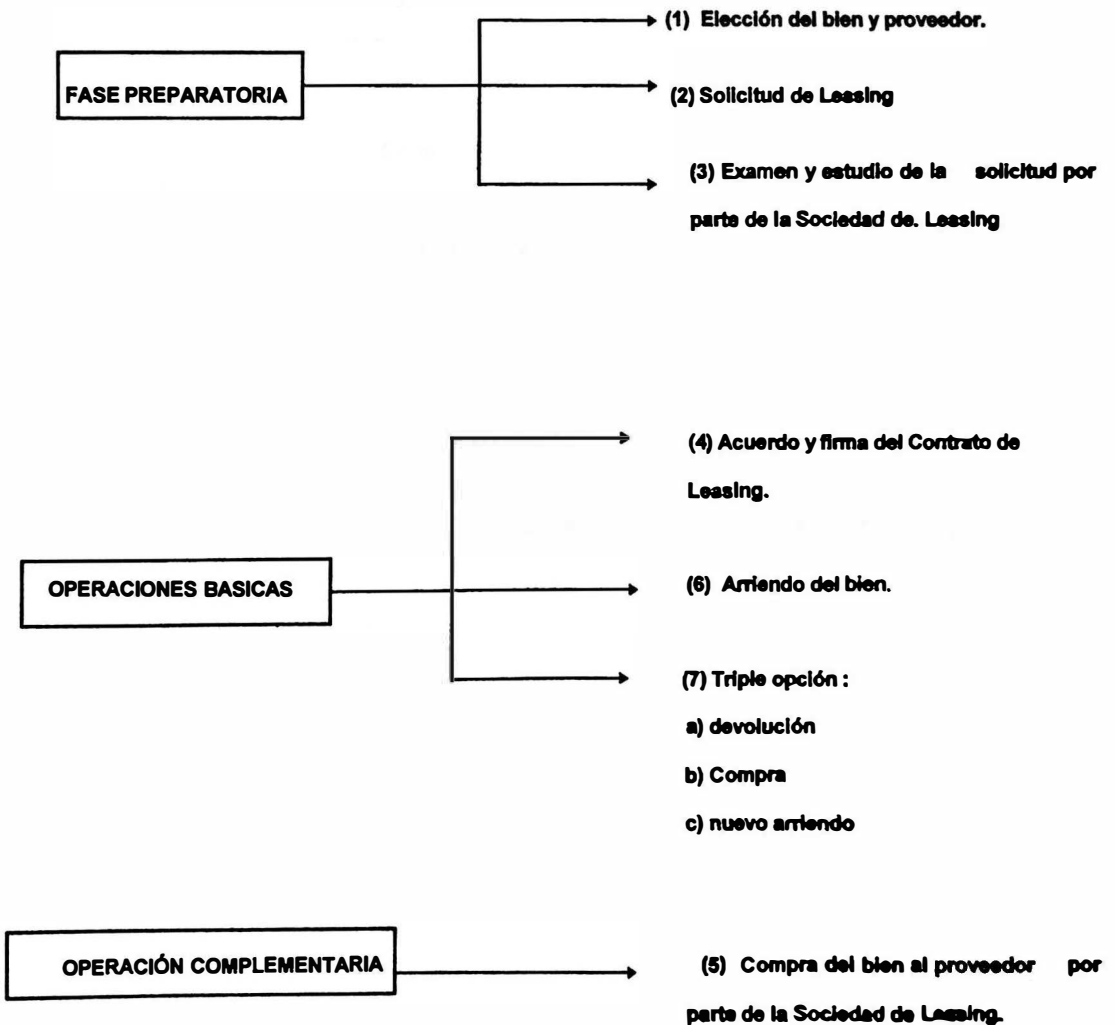 (1) Elección del bien y proveedor.
FASE PREPARATORIA
(2) Solicitud de Leasing
(3) Examen y estudio de la solicitud por
parte de la Sociedad de. Leasing
(4) Acuerdo y firma del Contrato de
Leasing.
OPERACIONES BASICAS
(6) Arriendo del bien.
(7) Triple opción :
a) devolución
b) Compra
c) nuevo arriendo
OPERACIÓN COMPLEMENTARIA
(5) Compra del bien al proveedor por
parte de la Sociedad de Leasing.